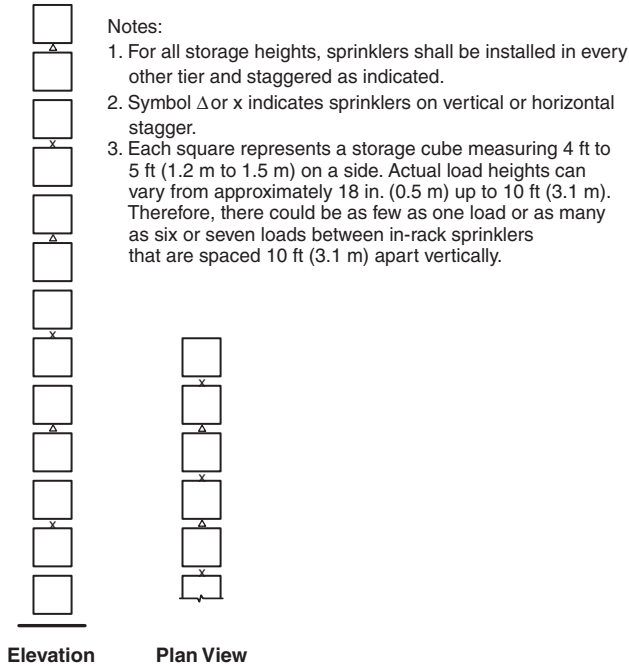 Notes:
1. For all storage heights, sprinklers shall be installed in every
other tier and staggered as indicated.
2. Symbol Δ or x indicates sprinklers on vertical or horizontal
stagger.
3. Each square represents a storage cube measuring 4 ft to
5 ft (1.2 m to 1.5 m) on a side. Actual load heights can
vary from approximately 18 in. (0.5 m) up to 10 ft (3.1 m).
Therefore, there could be as few as one load or as many
as six or seven loads between in-rack sprinklers
that are spaced 10 ft (3.1 m) apart vertically.
x
x
x
x
x
x
Elevation Plan View